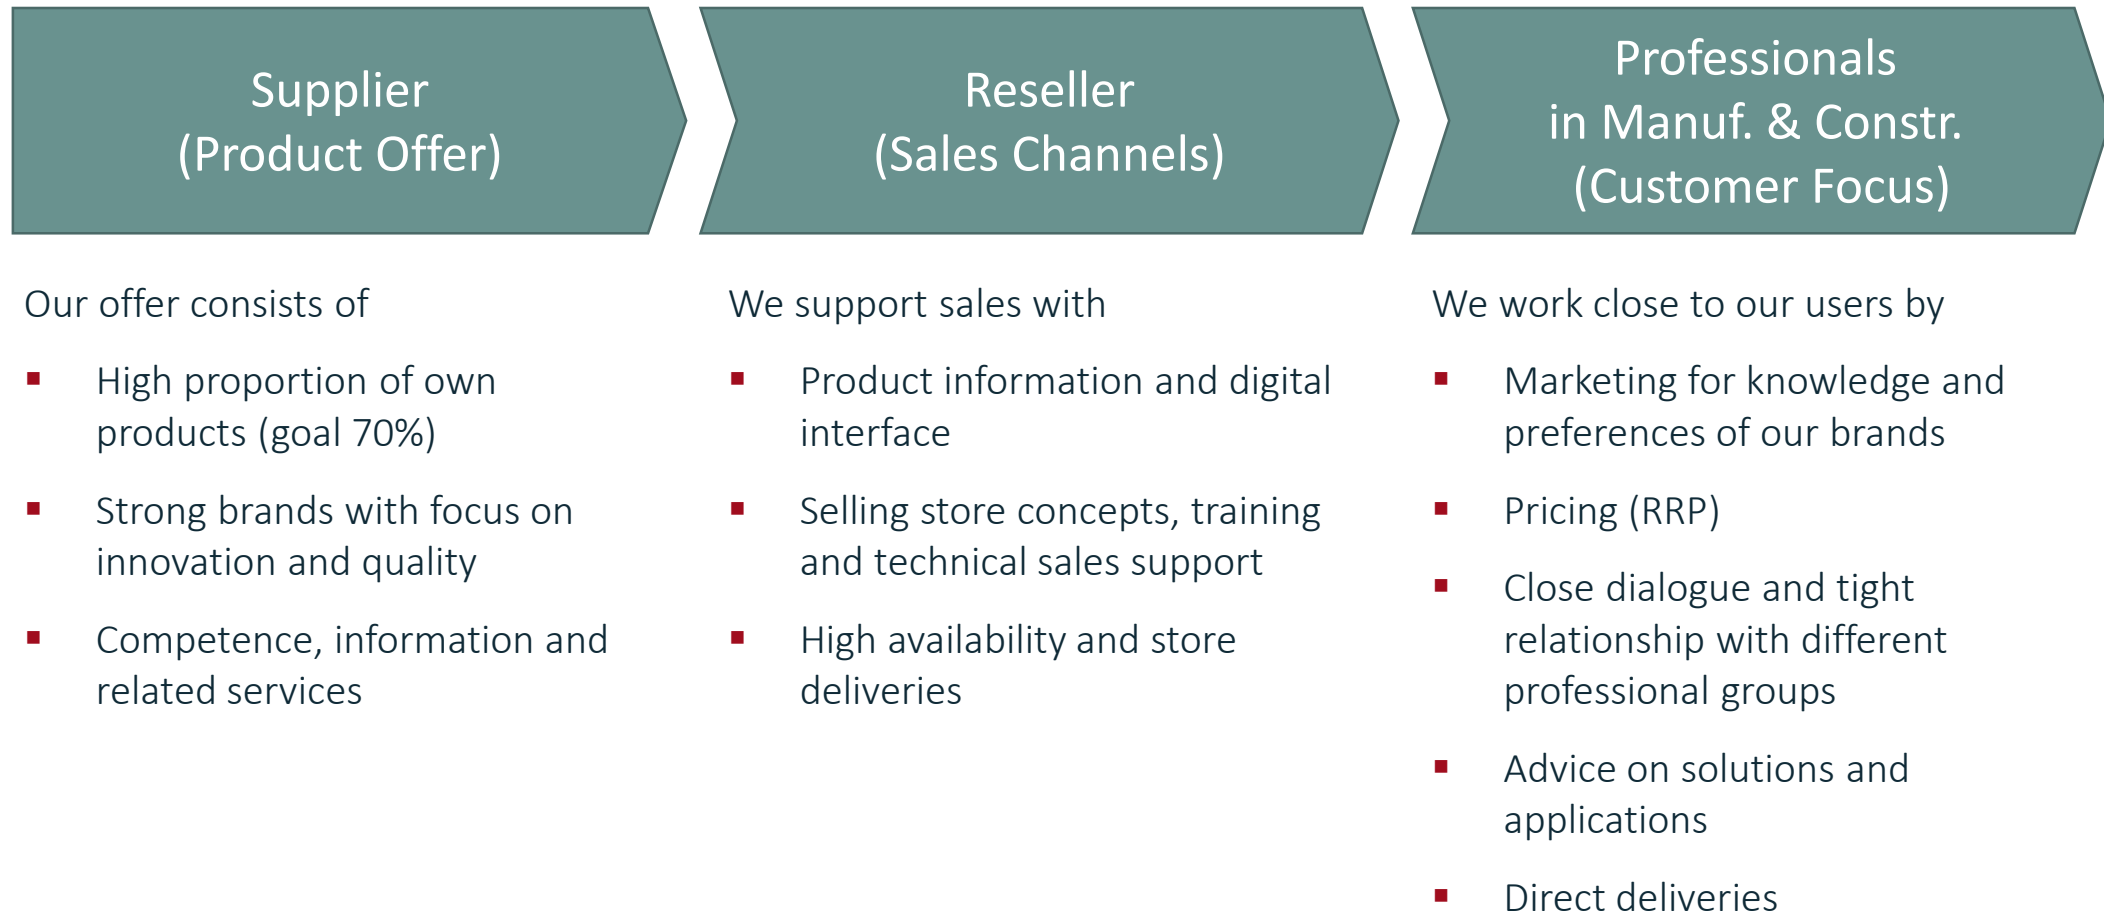 Supplier
(Product Offer)
Reseller
(Sales Channels)
Professionals
in Manuf. & Constr.
(Customer Focus)
Our offer consists of
▪ High proportion of own
products (goal 70%)
▪ Strong brands with focus on
innovation and quality
▪ Competence, information and
related services
We support sales with
▪ Product information and digital
interface
▪ Selling store concepts, training
and technical sales support
▪ High availability and store
deliveries
We work close to our users by
▪ Marketing for knowledge and
preferences of our brands
▪ Pricing (RRP)
▪ Close dialogue and tight
relationship with different
professional groups
▪ Advice on solutions and
applications
▪ Direct deliveries